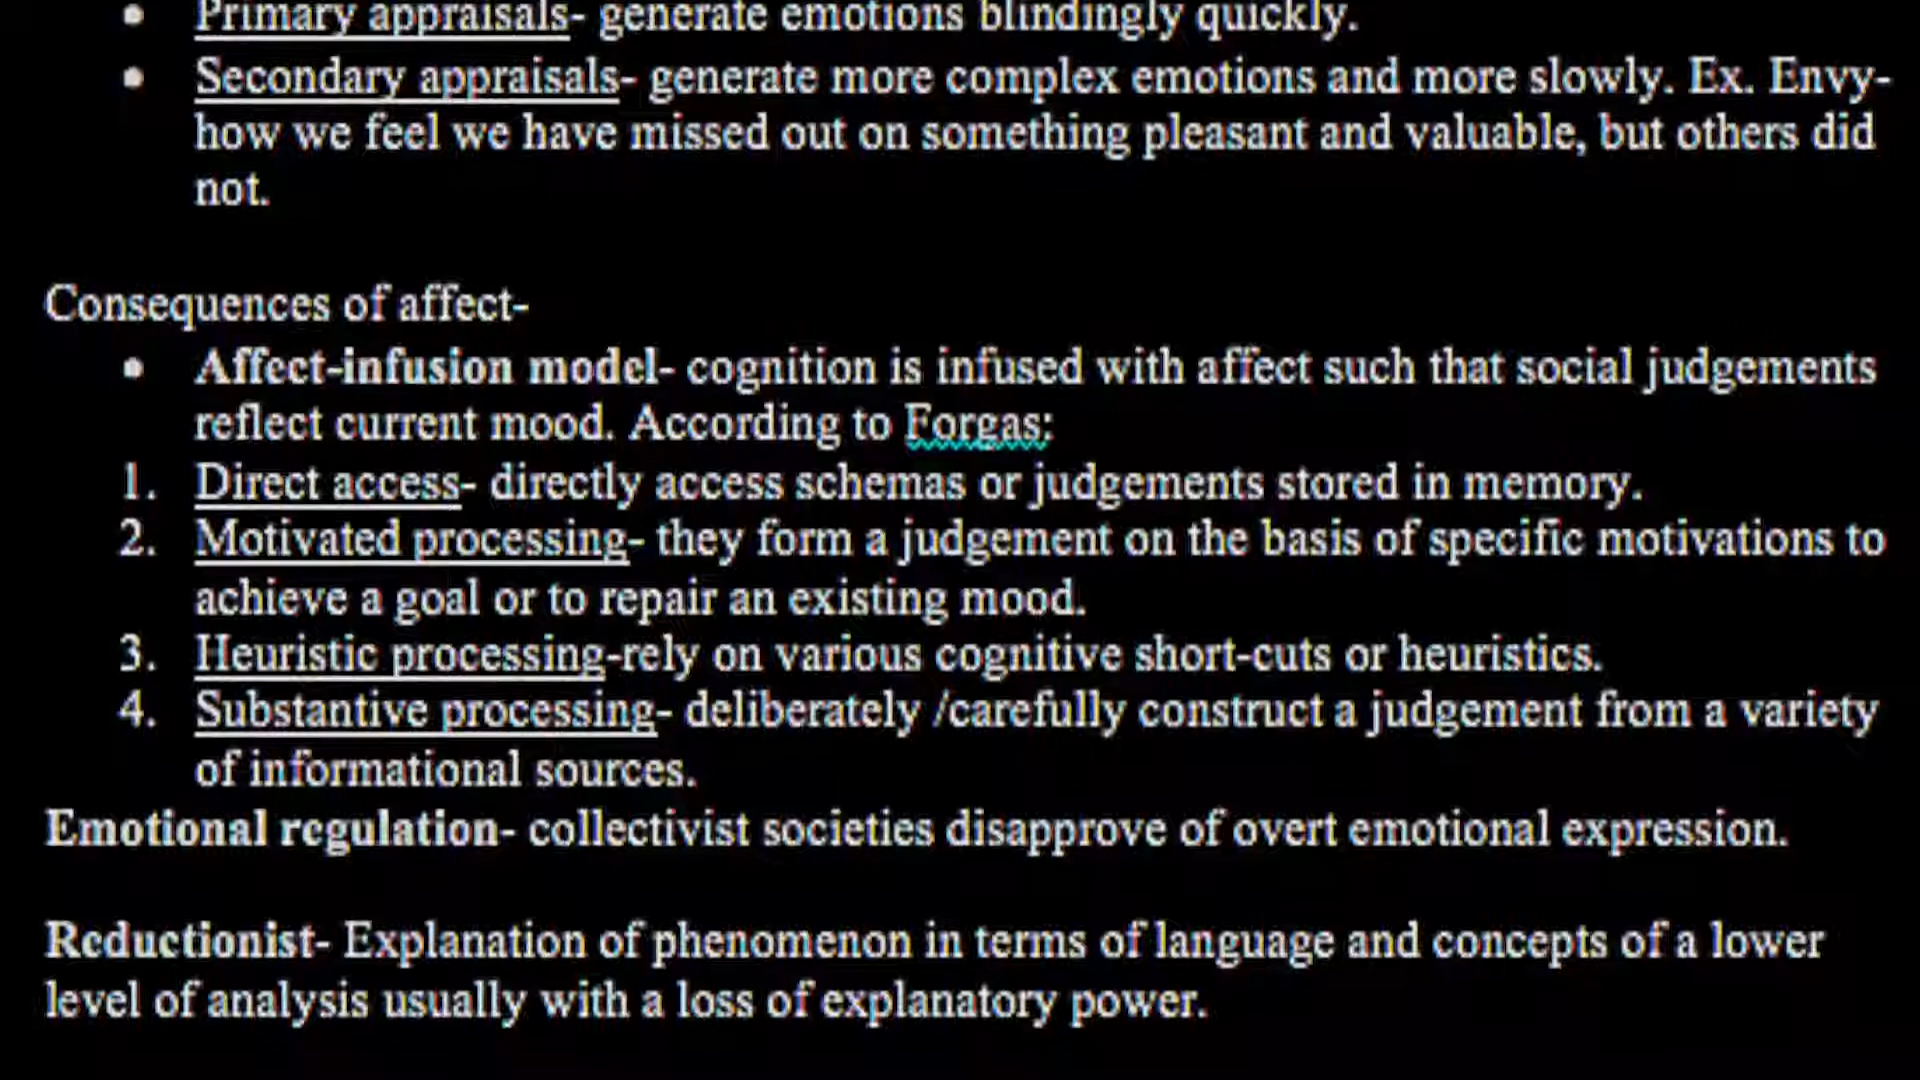 • Primary appraisals- generate emotions blindingly quickly.
• Secondary appraisals- generate more complex emotions and more slowly. Ex. Envy-
how we feel we have missed out on something pleasant and valuable, but others did
not.
Consequences of affect-
• Affect-infusion model- cognition is infused with affect such that social judgements
reflect current mood. According to Forgas:
1. Direct access- directly access schemas or judgements stored in memory.
2. Motivated processing- they form a judgement on the basis of specific motivations to
achieve a goal or to repair an existing mood.
3. Heuristic processing-rely on various cognitive short-cuts or heuristics.
4. Substantive processing- deliberately /carefully construct a judgement from a variety
of informational sources.
Emotional regulation- collectivist societies disapprove of overt emotional expression.
Reductionist- Explanation of phenomenon in terms of language and concepts of a lower
level of analysis usually with a loss of explanatory power.